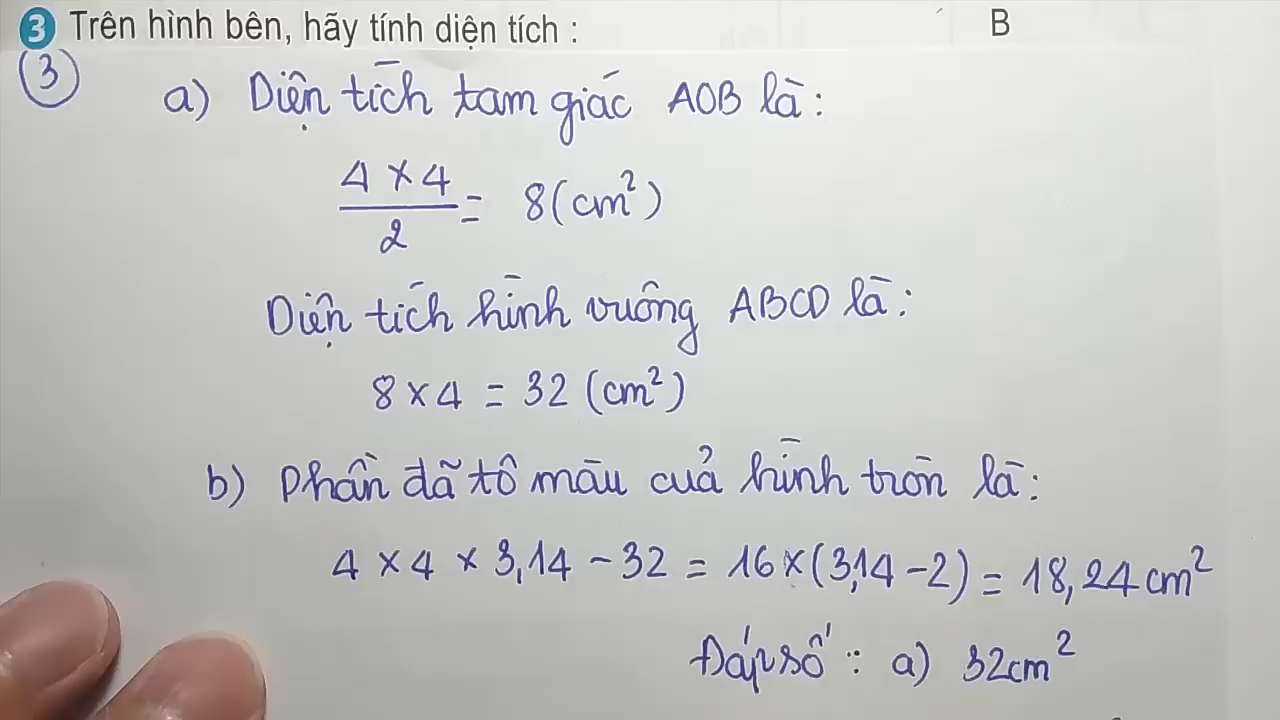 3 Trên hình bên, hãy tính diện tích :
B
3
a) Diện tích tam giác AOB là:
4 × 4
2
= 8 (cm²)
Diện tích hình vuông ABCD là:
8 × 4 = 32 (cm²)
b) Phần đã tô màu của hình tròn là:
4 × 4 × 3,14 - 32 = 16 × (3,14 - 2) = 18,24 cm²
Đáp số : a) 32cm²